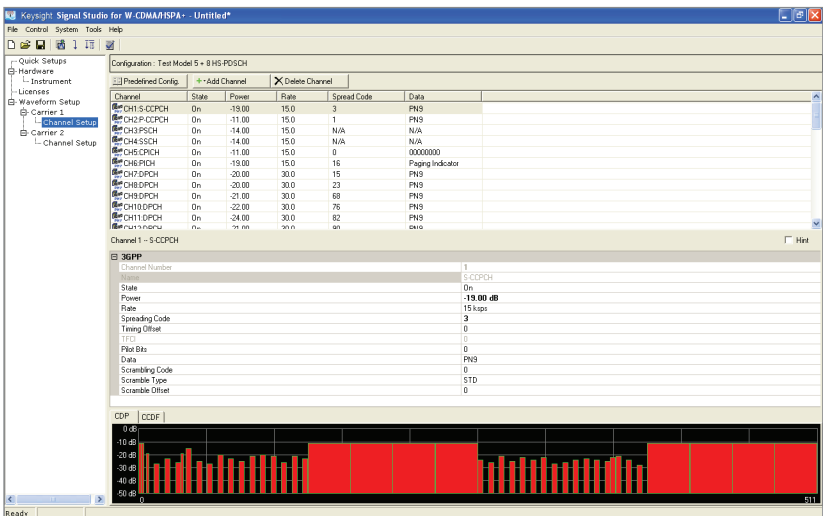 Keysight Signal Studio for W-CDMA/HSPA+ - Untitled*
File Control System Tools Help
Quick Setups
Hardware
Instrument
Licenses
Waveform Setup
Carrier 1
Channel Setup
Carrier 2
Channel Setup
Configuration : Test Model 5 + 8 HS-PDSCH
Predefined Config. Add Channel Delete Channel
Channel State Power Rate Spread Code Data
CH1:S-CCPCH On -19.00 15.0 3 PN9
CH2:P-CCPCH On -11.00 15.0 1 PN9
CH3:PSCH On -14.00 15.0 N/A N/A
CH4:SSCH On -14.00 15.0 N/A N/A
CH5:CPICH On -11.00 15.0 0 00000000
CH6:PICH On -19.00 15.0 16 Paging Indicator
CH7:DPCH On -20.00 30.0 15 PN9
CH8:DPCH On -20.00 30.0 23 PN9
CH9:DPCH On -21.00 30.0 68 PN9
CH10:DPCH On -22.00 30.0 76 PN9
CH11:DPCH On -24.00 30.0 82 PN9
CH12:DPCH On -21.00 30.0 90 PN9
Channel 1 -- S-CCPCH Hint
3GPP
Channel Number 1
Name S-CCPCH
State On
Power -19.00 dB
Rate 15 ksps
Spreading Code 3
Timing Offset 0
TFCI 0
Pilot Bits 0
Data PN9
Scrambling Code 0
Scramble Type STD
Scramble Offset 0
CDP CCDF
0 dB
-10 dB
-20 dB
-30 dB
-40 dB
-50 dB
0 511
Ready